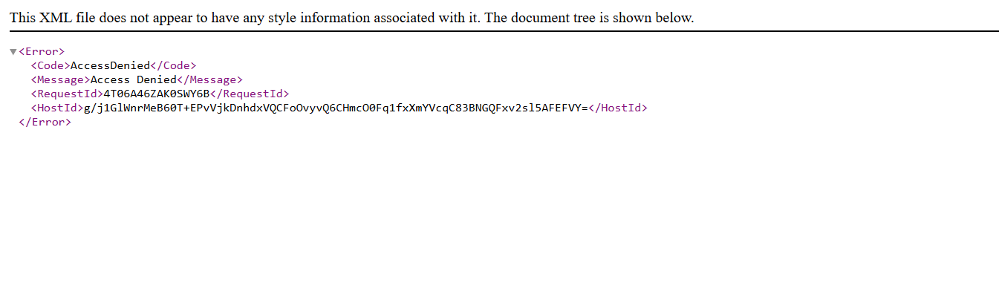 This XML file does not appear to have any style information associated with it. The document tree is shown below.
▼<Error>
<Code>AccessDenied</Code>
<Message>Access Denied</Message>
<RequestId>4T06A46ZAK0SWY6B</RequestId>
<HostId>g/j1GlWnrMeB60T+EPvVjkDnhdxVQCFoOvyvQ6CHmcO0Fq1fxXmYVcqC83BNGQFxv2sl5AFEFVY=</HostId>
</Error>